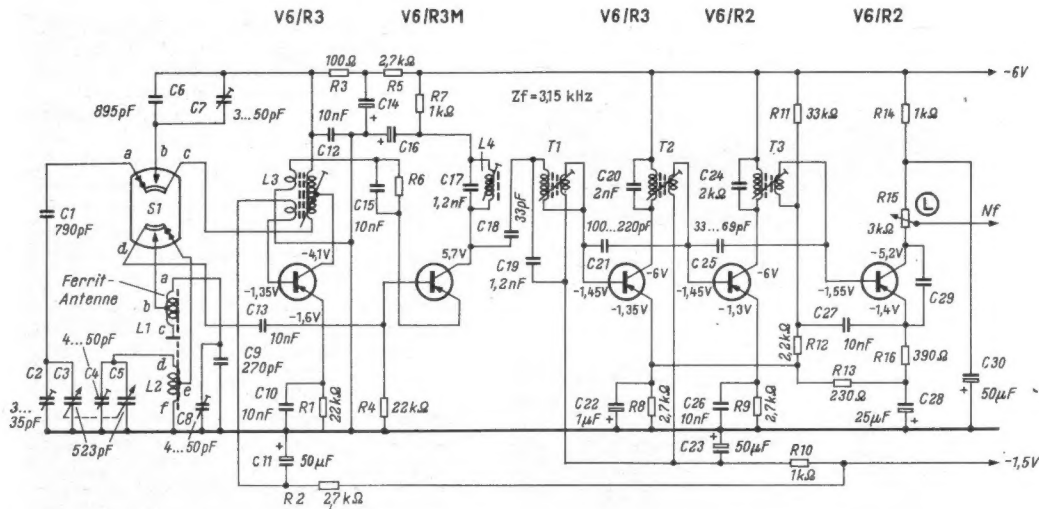 V6/R3
V6/R3M
V6/R3
V6/R2
V6/R2
C6
895pF
C7
3...50pF
100Ω
R3
2,7kΩ
R5
C14
R7
1kΩ
-6V
Zf = 3,15 kHz
R11
33kΩ
R14
1kΩ
10nF
C12
C16
a
b
c
S1
d
C1
790pF
L3
C15
10nF
R6
L4
C17
1,2nF
C18
33pF
T1
C19
1,2nF
T2
C20
2nF
T3
C24
2kΩ
R15
3kΩ
L
Nf
100...220pF
C21
33...69pF
C25
Ferrit-
Antenne
a
b
L1
c
-4,1V
-1,35V
-1,6V
C13
10nF
5,7V
-6V
-1,45V
-1,35V
-6V
-1,45V
-1,3V
-5,2V
-1,55V
-1,4V
C29
C27
10nF
4...50pF
C2
C3
C4
C5
d
L2
e
f
C8
C9
270pF
3...
35pF
523pF
4...50pF
C10
10nF
R1
22kΩ
R4
22kΩ
C22
1µF
R8
2,7kΩ
C26
10nF
R9
2,7kΩ
2,2kΩ
R12
R13
230Ω
R16
390Ω
C28
25µF
C30
50µF
C11
50µF
C23
50µF
R10
1kΩ
-1,5V
R2
27kΩ